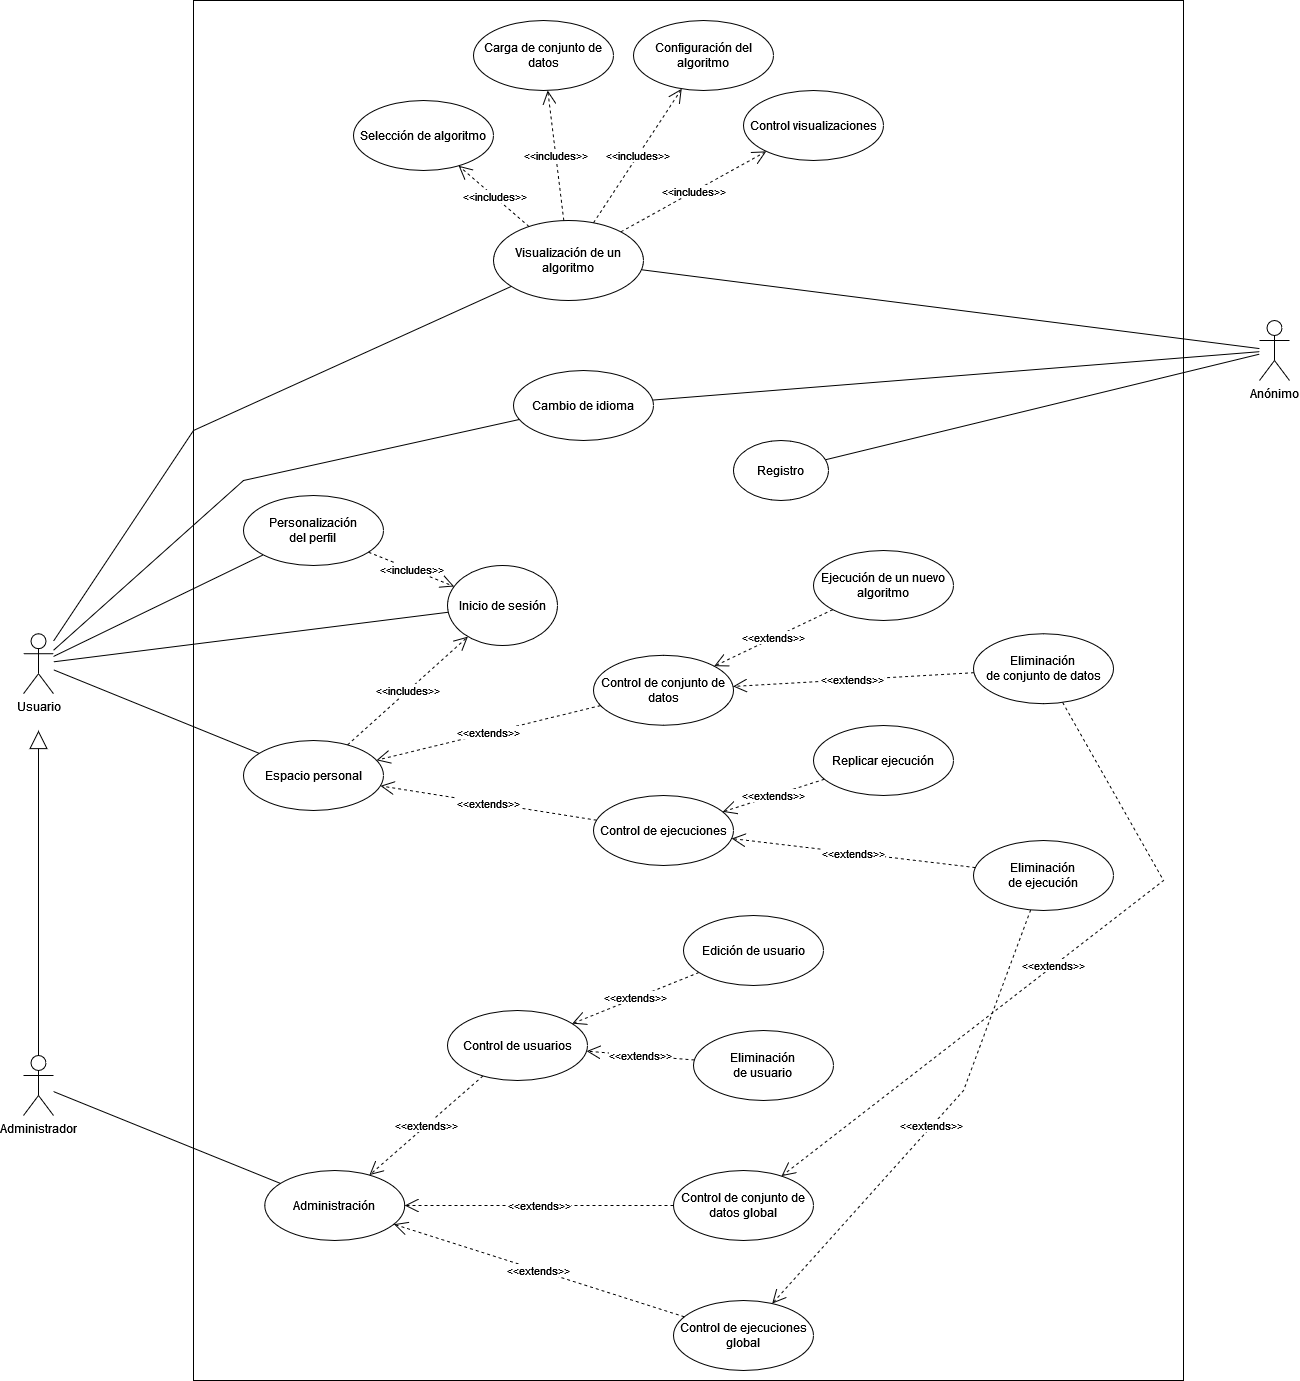 Carga de conjunto de
datos
Configuración del
algoritmo
Control visualizaciones
Selección de algoritmo
<<includes>>
<<includes>>
<<includes>>
<<includes>>
Visualización de un
algoritmo
Anónimo
Cambio de idioma
Registro
Personalización
del perfil
<<includes>>
Inicio de sesión
Ejecución de un nuevo
algoritmo
<<extends>>
Eliminación
de conjunto de datos
Control de conjunto de
datos
<<extends>>
Usuario
<<includes>>
<<extends>>
Espacio personal
Replicar ejecución
<<extends>>
<<extends>>
Control de ejecuciones
<<extends>>
Eliminación
de ejecución
Edición de usuario
<<extends>>
<<extends>>
Control de usuarios
<<extends>>
Eliminación
de usuario
Administrador
<<extends>>
<<extends>>
Administración
<<extends>>
Control de conjunto de
datos global
<<extends>>
Control de ejecuciones
global